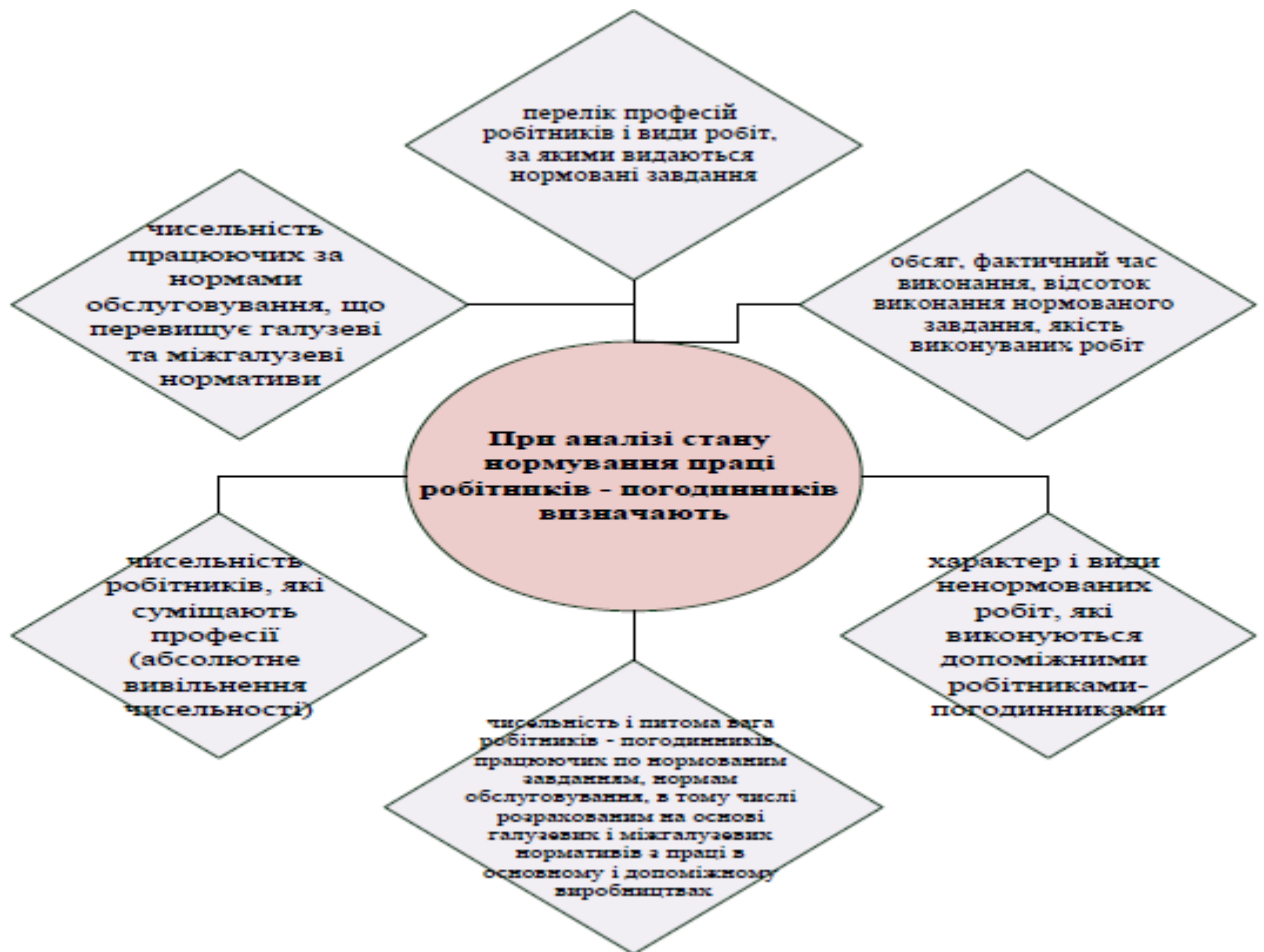 перелік професій
робітників і види робіт,
за якими видаються
нормовані завдання
чисельність
працюючих за
нормами
обслуговування, що
перевищує галузеві
та міжгалузеві
нормативи
обсяг, фактичний час
виконання, відсоток
виконання нормованого
завдання, якість
виконуваних робіт
При аналізі стану
нормування праці
робітників - погодинників
визначають
чисельність
робітників, які
суміщають
професії
(абсолютне
вивільнення
чисельності)
характер і види
ненормованих
робіт, які
виконуються
допоміжними
робітниками-
погодинниками
чисельність і питома вага
робітників - погодинників,
працюючих по нормованим
завданням, нормам
обслуговування, в тому числі
розрахованим на основі
галузевих і міжгалузевих
нормативів з праці в
основному і допоміжному
виробництвах